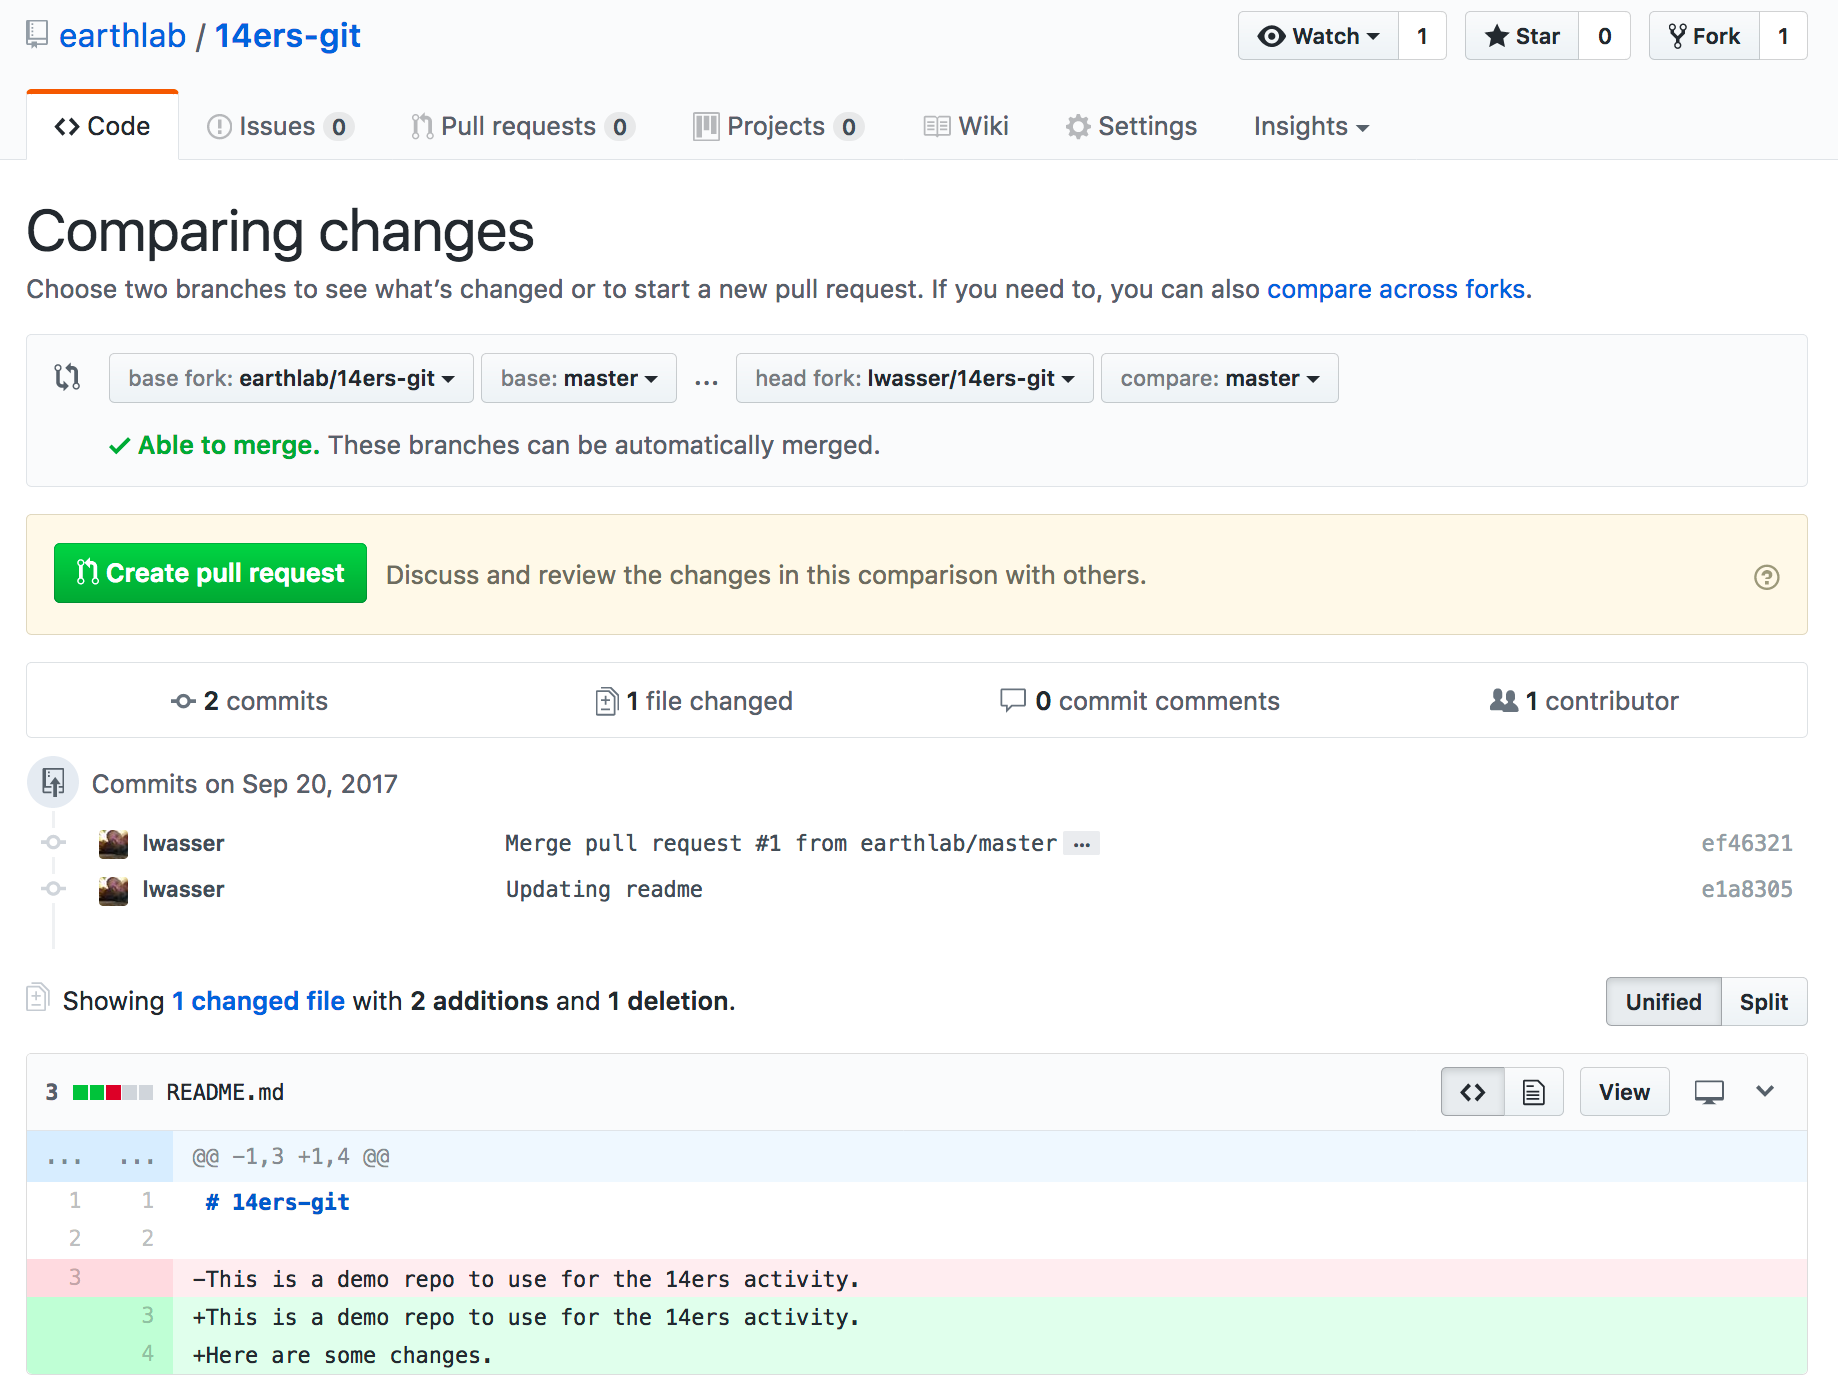 earthlab / 14ers-git Watch 1 Star 0 Fork 1
Code Issues 0 Pull requests 0 Projects 0 Wiki Settings Insights
Comparing changes
Choose two branches to see what’s changed or to start a new pull request. If you need to, you can also compare across forks.
base fork: earthlab/14ers-git base: master ... head fork: lwasser/14ers-git compare: master
Able to merge. These branches can be automatically merged.
Create pull request Discuss and review the changes in this comparison with others.
2 commits 1 file changed 0 commit comments 1 contributor
Commits on Sep 20, 2017
lwasser Merge pull request #1 from earthlab/master … ef46321
lwasser Updating readme e1a8305
Showing 1 changed file with 2 additions and 1 deletion. Unified Split
3 README.md View
... ... @@ -1,3 +1,4 @@
1 1 # 14ers-git
2 2
3 -This is a demo repo to use for the 14ers activity.
3 +This is a demo repo to use for the 14ers activity.
4 +Here are some changes.